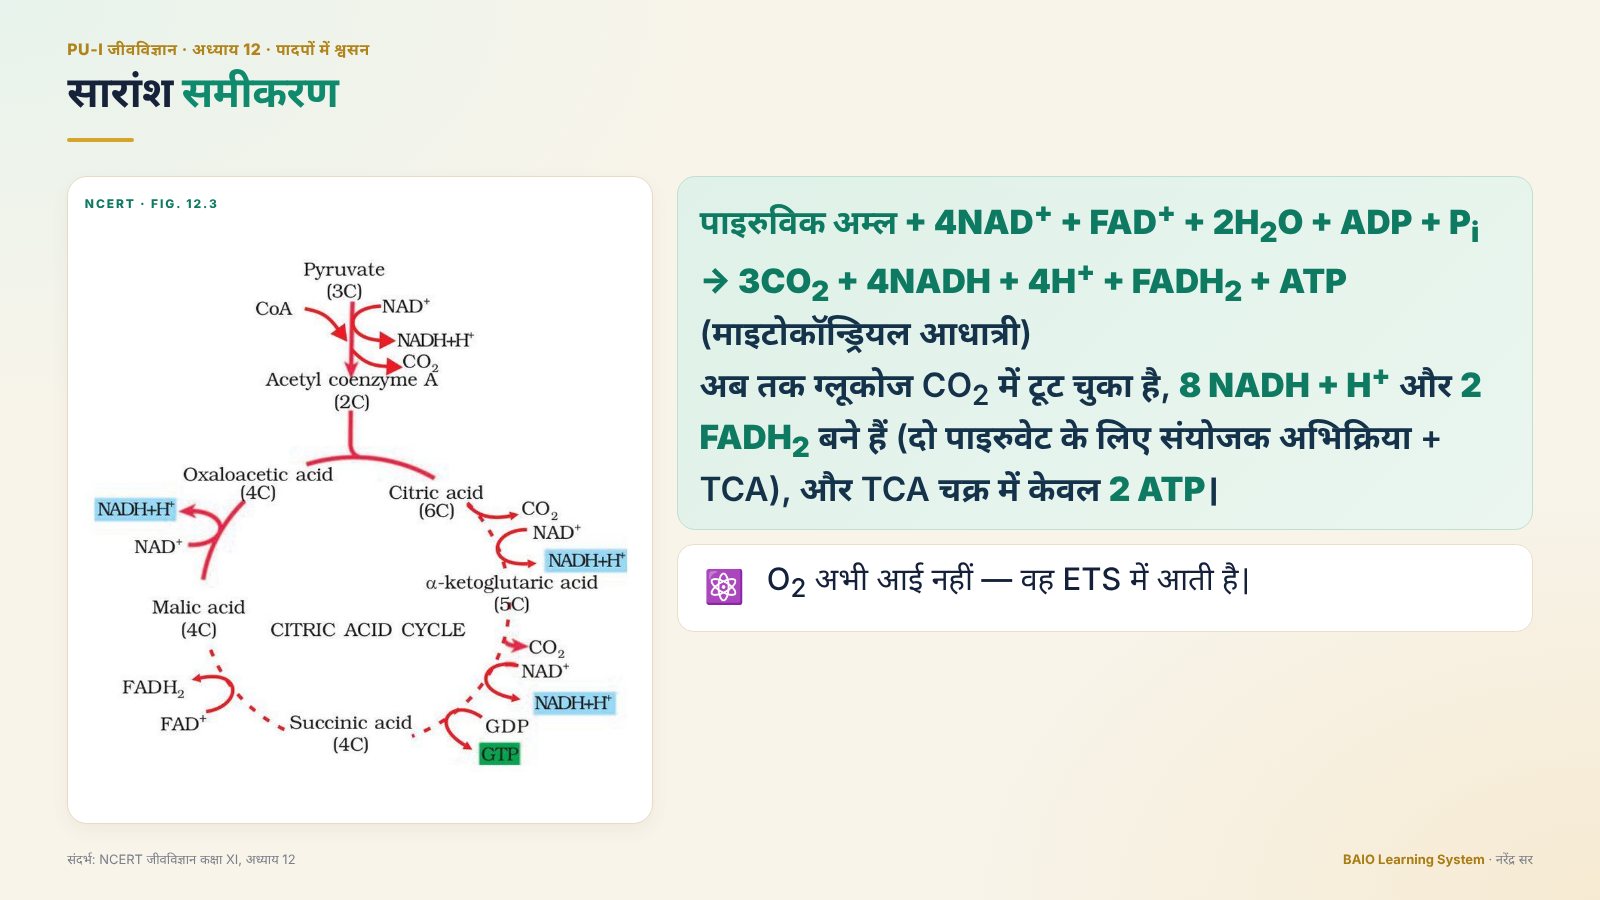 PU-I जीवविज्ञान · अध्याय 12 · पादपों में श्वसन
सारांश समीकरण
NCERT · FIG. 12.3
Pyruvate
(3C)
CoA
NAD⁺
NADH+H⁺
CO₂
Acetyl coenzyme A
(2C)
Oxaloacetic acid
(4C)
Citric acid
(6C)
CO₂
NADH+H⁺
NAD⁺
NAD⁺
NADH+H⁺
α-ketoglutaric acid
(5C)
Malic acid
(4C)
CITRIC ACID CYCLE
CO₂
NAD⁺
NADH+H⁺
FADH₂
FAD⁺
Succinic acid
(4C)
GDP
GTP
पाइरुविक अम्ल + 4NAD⁺ + FAD⁺ + 2H₂O + ADP + Pᵢ
→ 3CO₂ + 4NADH + 4H⁺ + FADH₂ + ATP
(माइटोकॉन्ड्रियल आधात्री)
अब तक ग्लूकोज CO₂ में टूट चुका है, 8 NADH + H⁺ और 2
FADH₂ बने हैं (दो पाइरुवेट के लिए संयोजक अभिक्रिया +
TCA), और TCA चक्र में केवल 2 ATP|
O₂ अभी आई नहीं — वह ETS में आती है|
संदर्भ: NCERT जीवविज्ञान कक्षा XI, अध्याय 12
BAIO Learning System · नरेंद्र सर